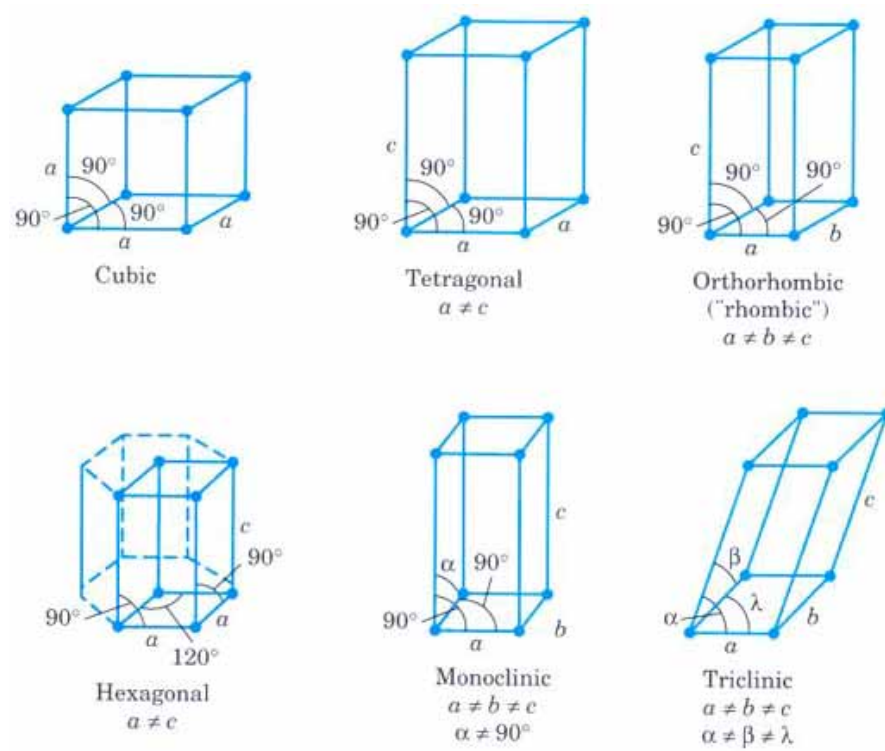 a
90°
90°
90°
a
a
Cubic
c
90°
90°
90°
a
a
Tetragonal
a ≠ c
c
90°
90°
90°
a
b
Orthorhombic
("rhombic")
a ≠ b ≠ c
c
90°
90°
a
a
120°
Hexagonal
a ≠ c
c
α
90°
90°
a
b
Monoclinic
a ≠ b ≠ c
α ≠ 90°
c
β
α
λ
b
a
Triclinic
a ≠ b ≠ c
α ≠ β ≠ λ